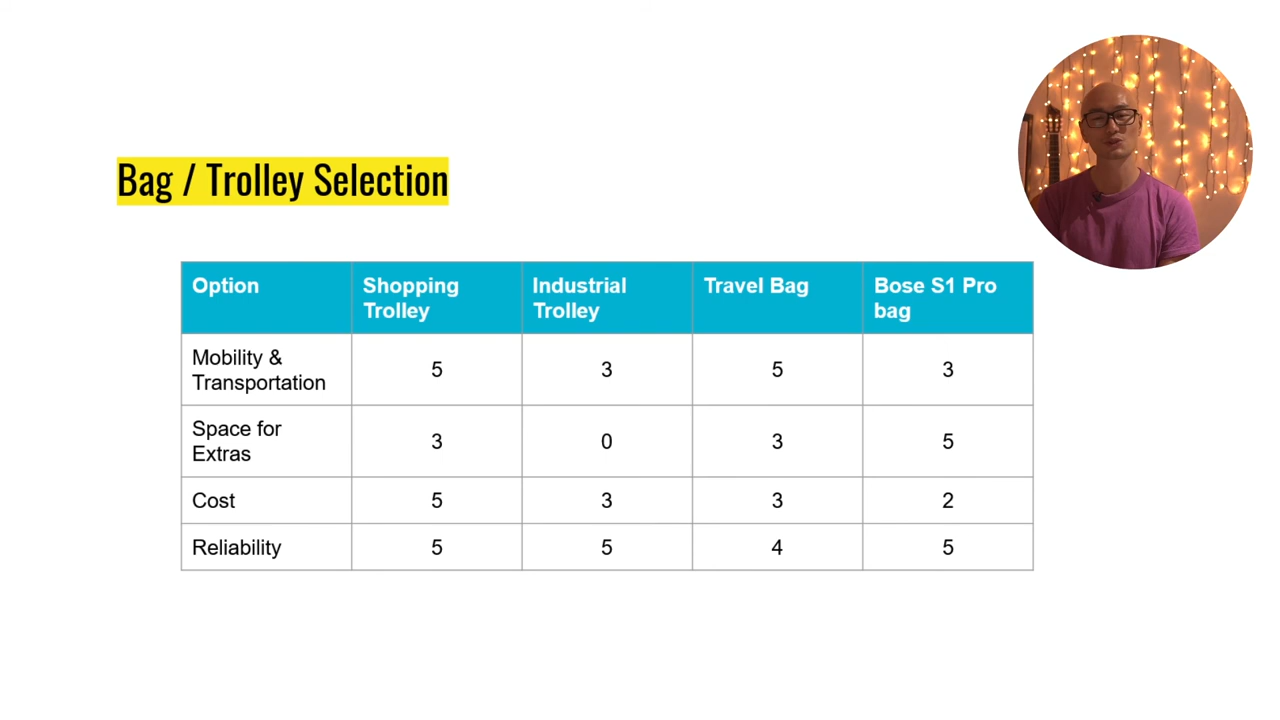 Bag / Trolley Selection
Option
Shopping
Trolley
Industrial
Trolley
Travel Bag
Bose S1 Pro
bag
Mobility &
Transportation
5
3
5
3
Space for
Extras
3
0
3
5
Cost
5
3
3
2
Reliability
5
5
4
5